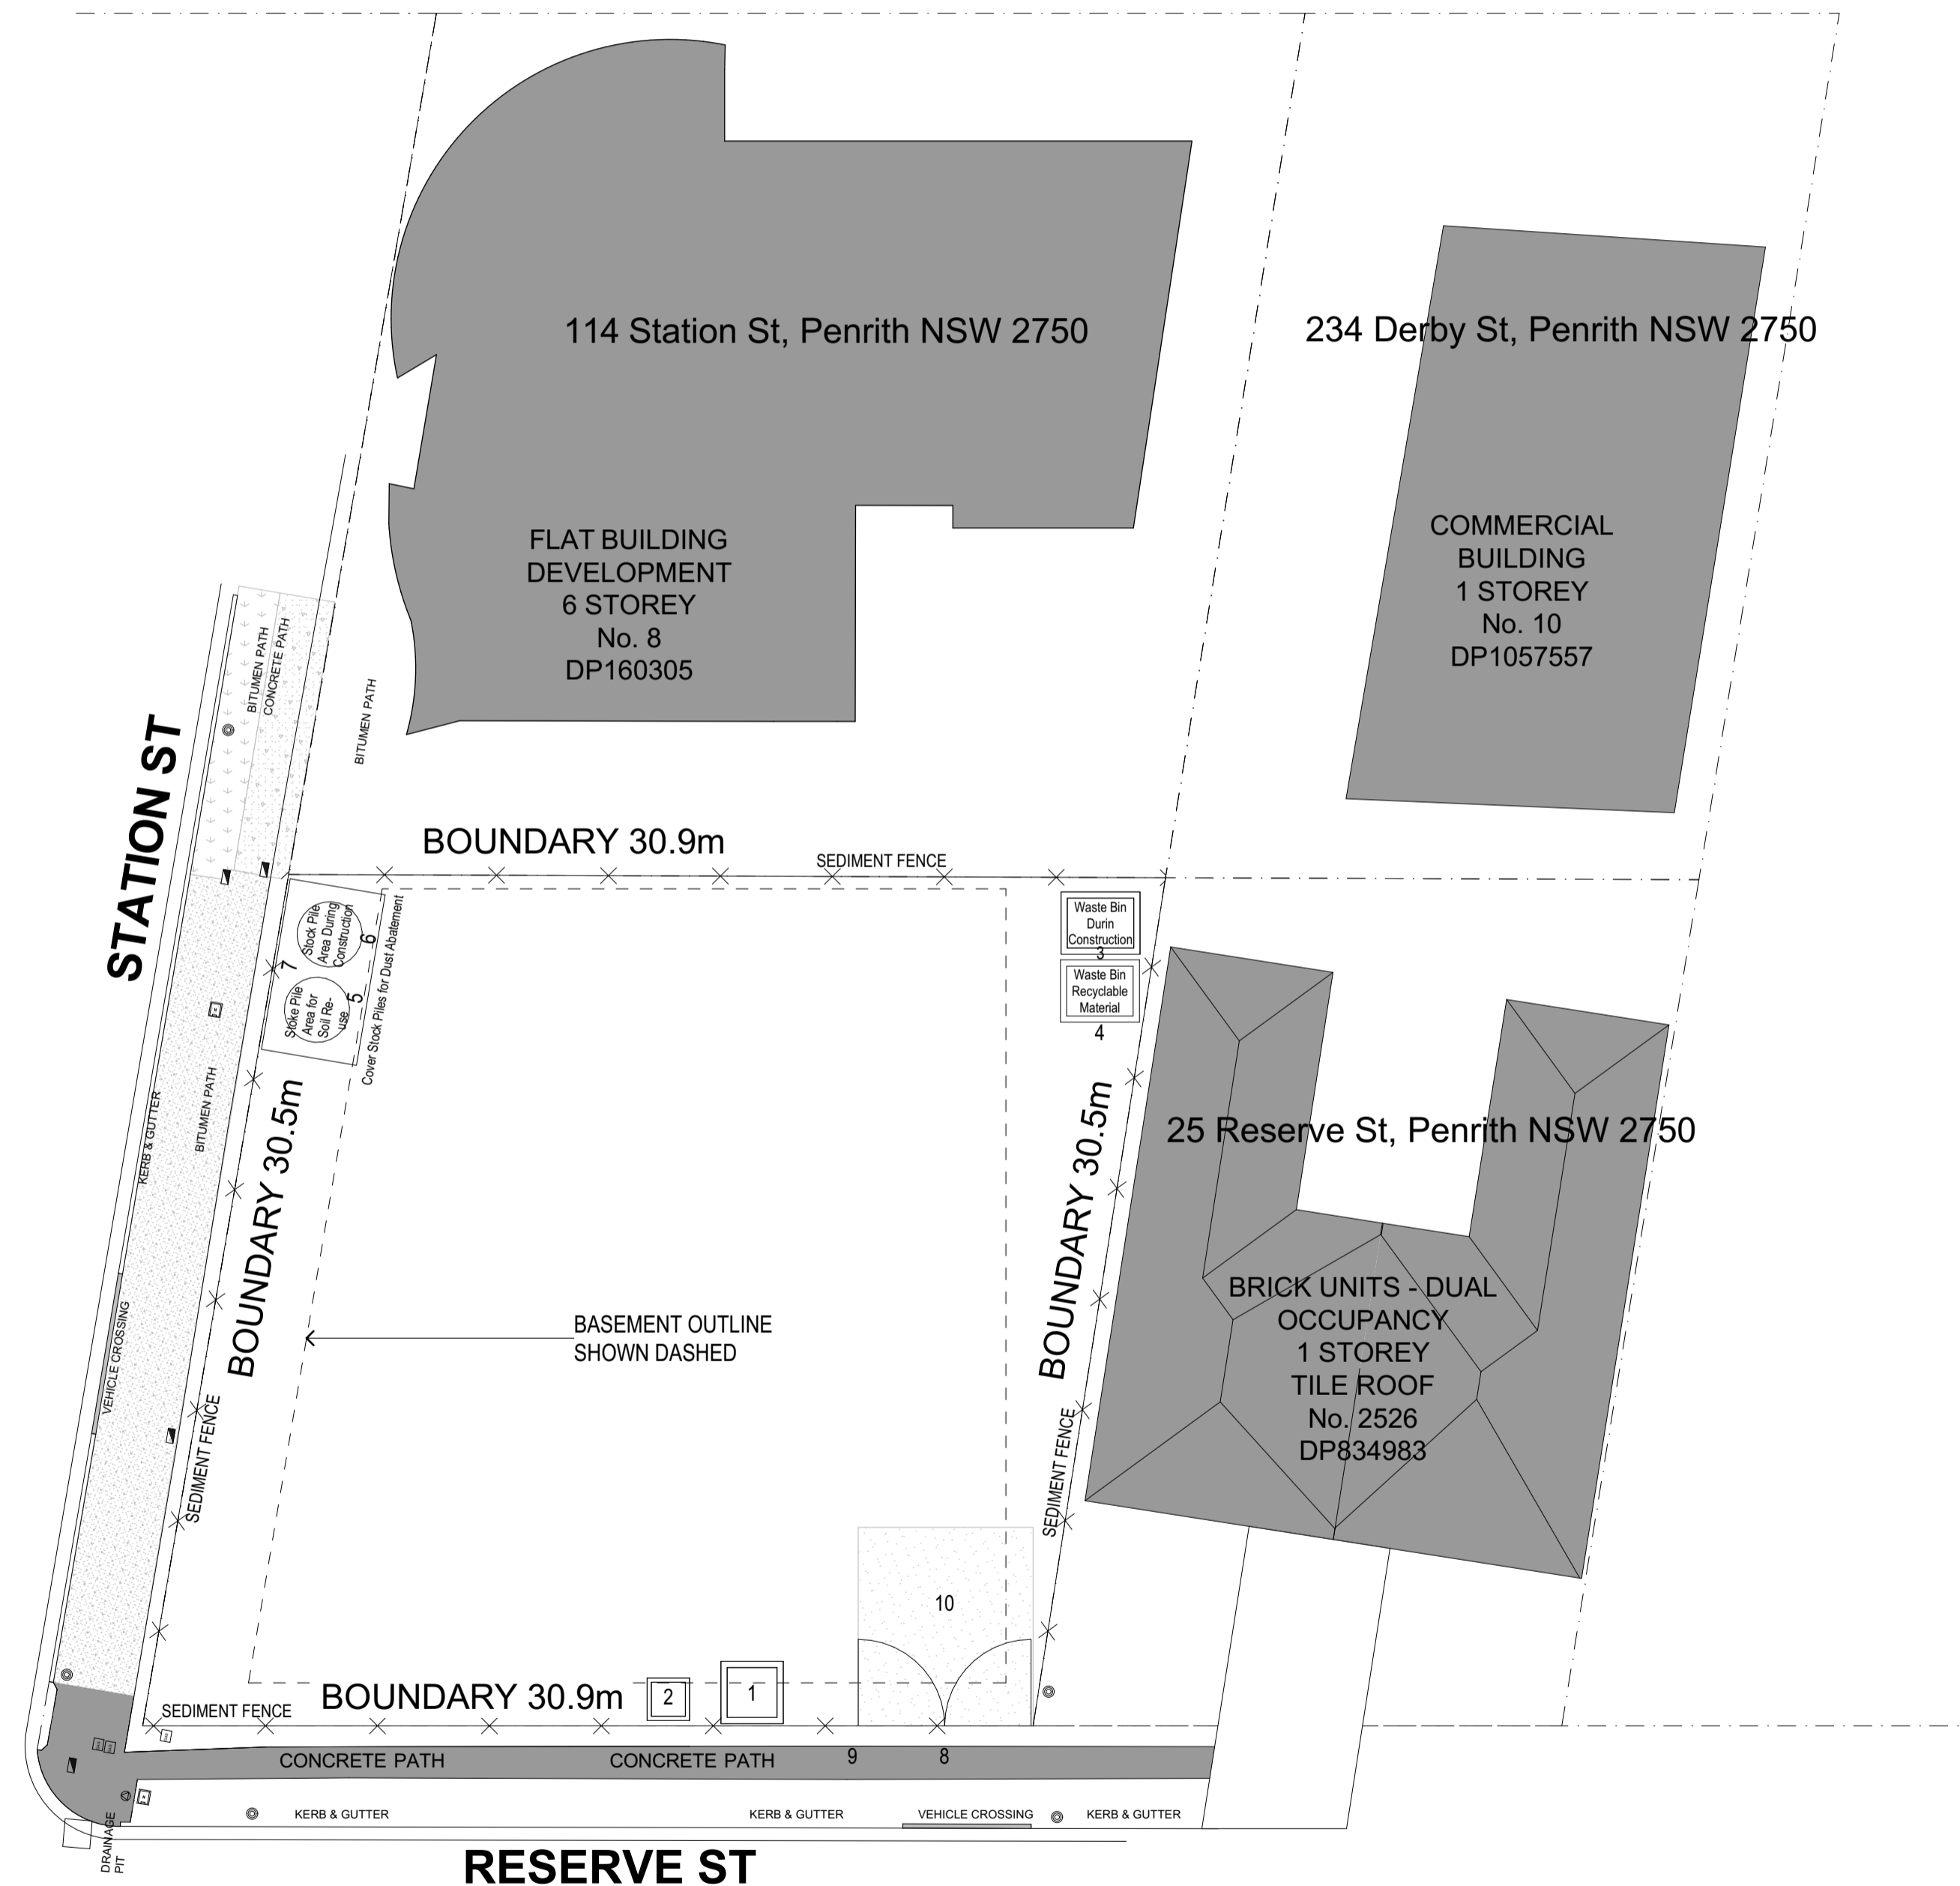 114 Station St, Penrith NSW 2750
234 Derby St, Penrith NSW 2750
FLAT BUILDING
DEVELOPMENT
6 STOREY
No. 8
DP160305
COMMERCIAL
BUILDING
1 STOREY
No. 10
DP1057557
BITUMEN PATH
CONCRETE PATH
BITUMEN PATH
STATION ST
BOUNDARY 30.9m
SEDIMENT FENCE
Stock Pile
Area During
Construction
6
7
Stoke Pile
Area for
Soil Re-
use
5
Cover Stock Piles for Dust Abatement
Waste Bin
Durin
Construction
3
Waste Bin
Recyclable
Material
4
KERB & GUTTER
BITUMEN PATH
BOUNDARY 30.5m
BOUNDARY 30.5m
25 Reserve St, Penrith NSW 2750
BRICK UNITS - DUAL
OCCUPANCY
1 STOREY
TILE ROOF
No. 2526
DP834983
BASEMENT OUTLINE
SHOWN DASHED
VEHICLE CROSSING
SEDIMENT FENCE
SEDIMENT FENCE
10
SEDIMENT FENCE
BOUNDARY 30.9m
2
1
CONCRETE PATH
CONCRETE PATH
9
8
KERB & GUTTER
KERB & GUTTER
VEHICLE CROSSING
KERB & GUTTER
DRAINAGE
PIT
RESERVE ST